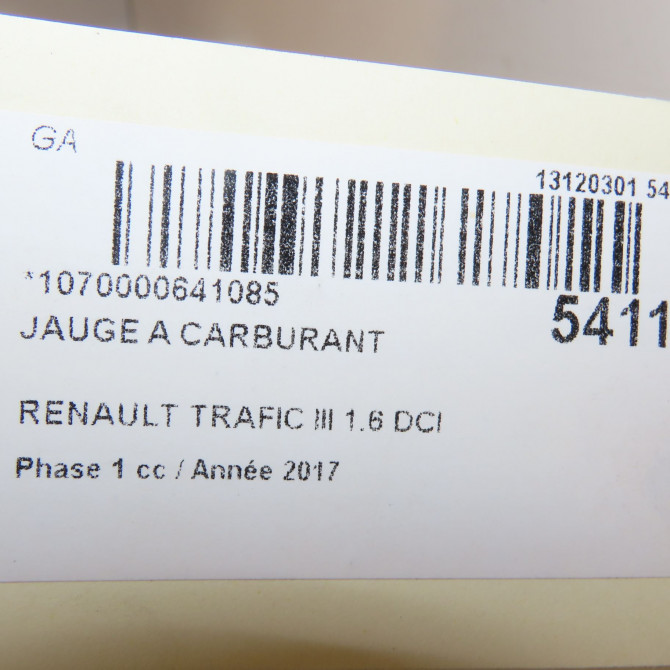 GA
13120301 54
*1070000641085
5411
JAUGE A CARBURANT
RENAULT TRAFIC III 1.6 DCI
Phase 1 cc / Année 2017